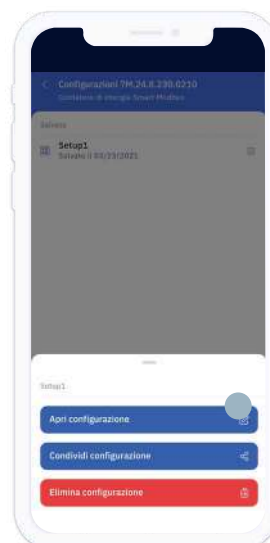 Configurazioni 7M.24.8.230.0210
Contatore di energia Smart Modbus
Salvate
Setup1
Salvato il 03/23/2021
Setup1
Apri configurazione
Condividi configurazione
Elimina configurazione